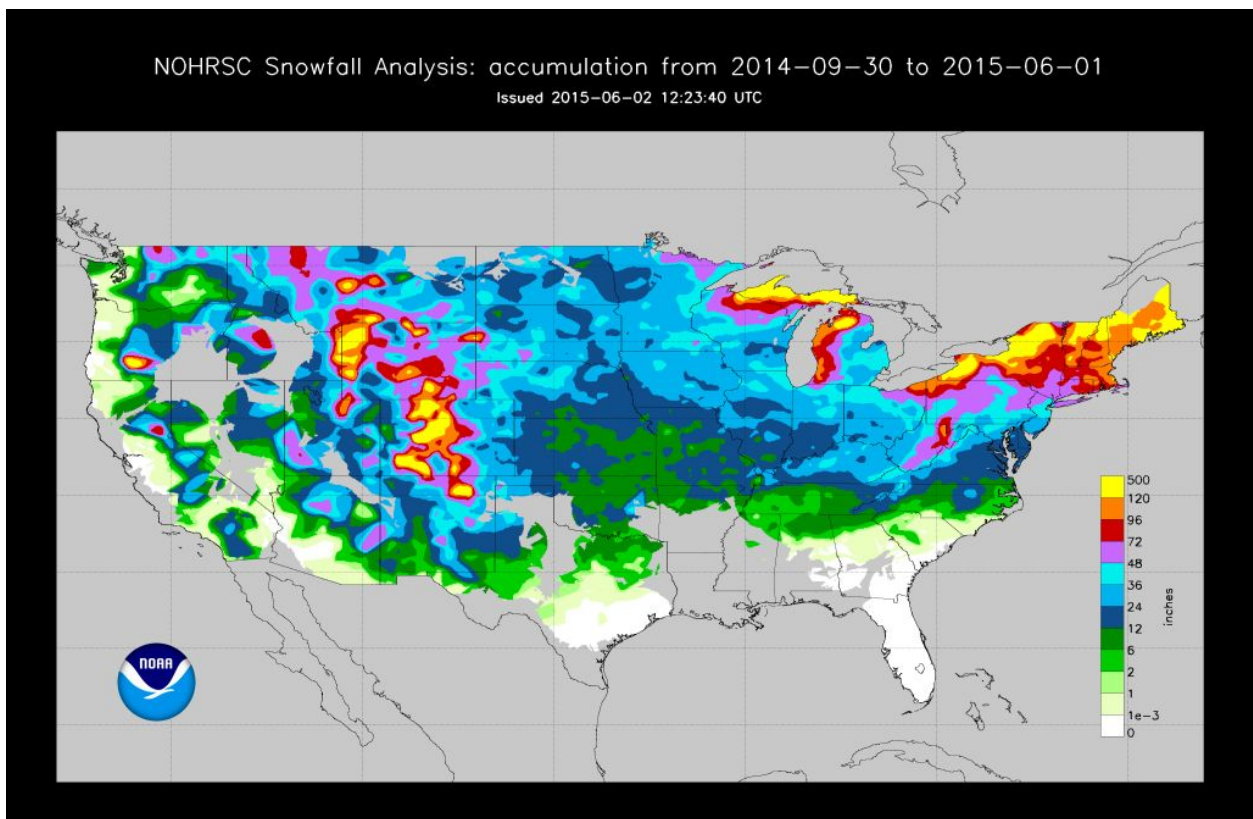 NOHRSC Snowfall Analysis: accumulation from 2014-09-30 to 2015-06-01
Issued 2015-06-02 12:23:40 UTC
500
120
96
72
48
36
24
12
6
2
1
1e-3
0
inches
NOAA